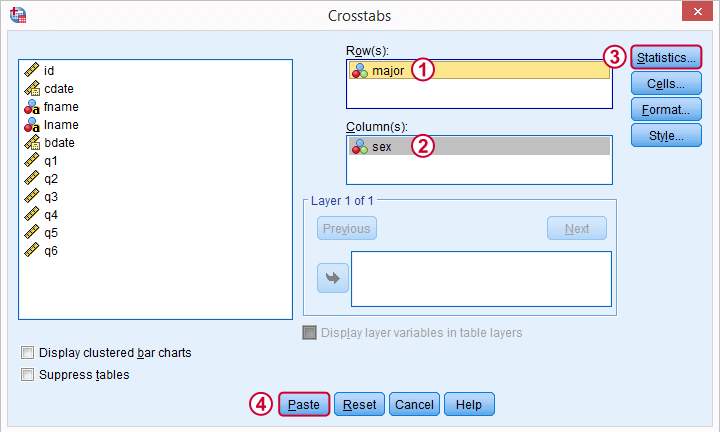 Crosstabs
id
cdate
fname
lname
bdate
q1
q2
q3
q4
q5
q6
Row(s):
major ①
Column(s):
sex ②
Layer 1 of 1
Previous Next
Display layer variables in table layers
③ Statistics...
Cells...
Format...
Style...
Display clustered bar charts
Suppress tables
④ Paste Reset Cancel Help